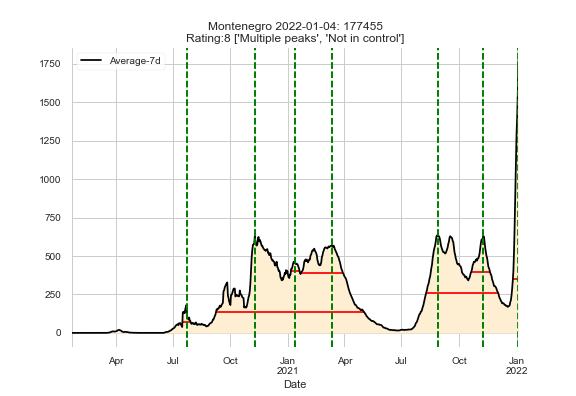 Montenegro 2022-01-04: 177455
Rating:8 ['Multiple peaks', 'Not in control']
Average-7d
1750
1500
1250
1000
750
500
250
0
Apr Jul Oct Jan Apr Jul Oct Jan
2021 2022
Date